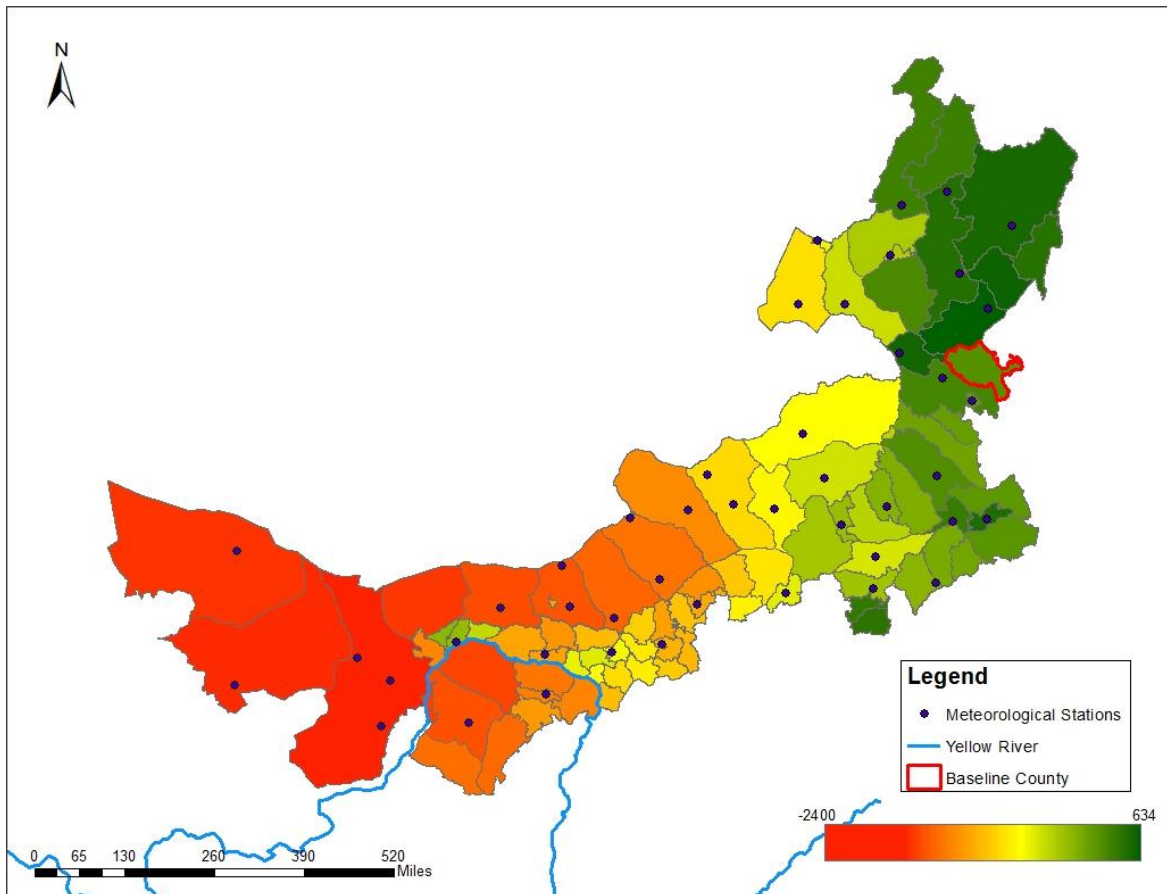 N
Legend
Meteorological Stations
Yellow River
Baseline County
-2400 634
0 65 130 260 390 520
Miles